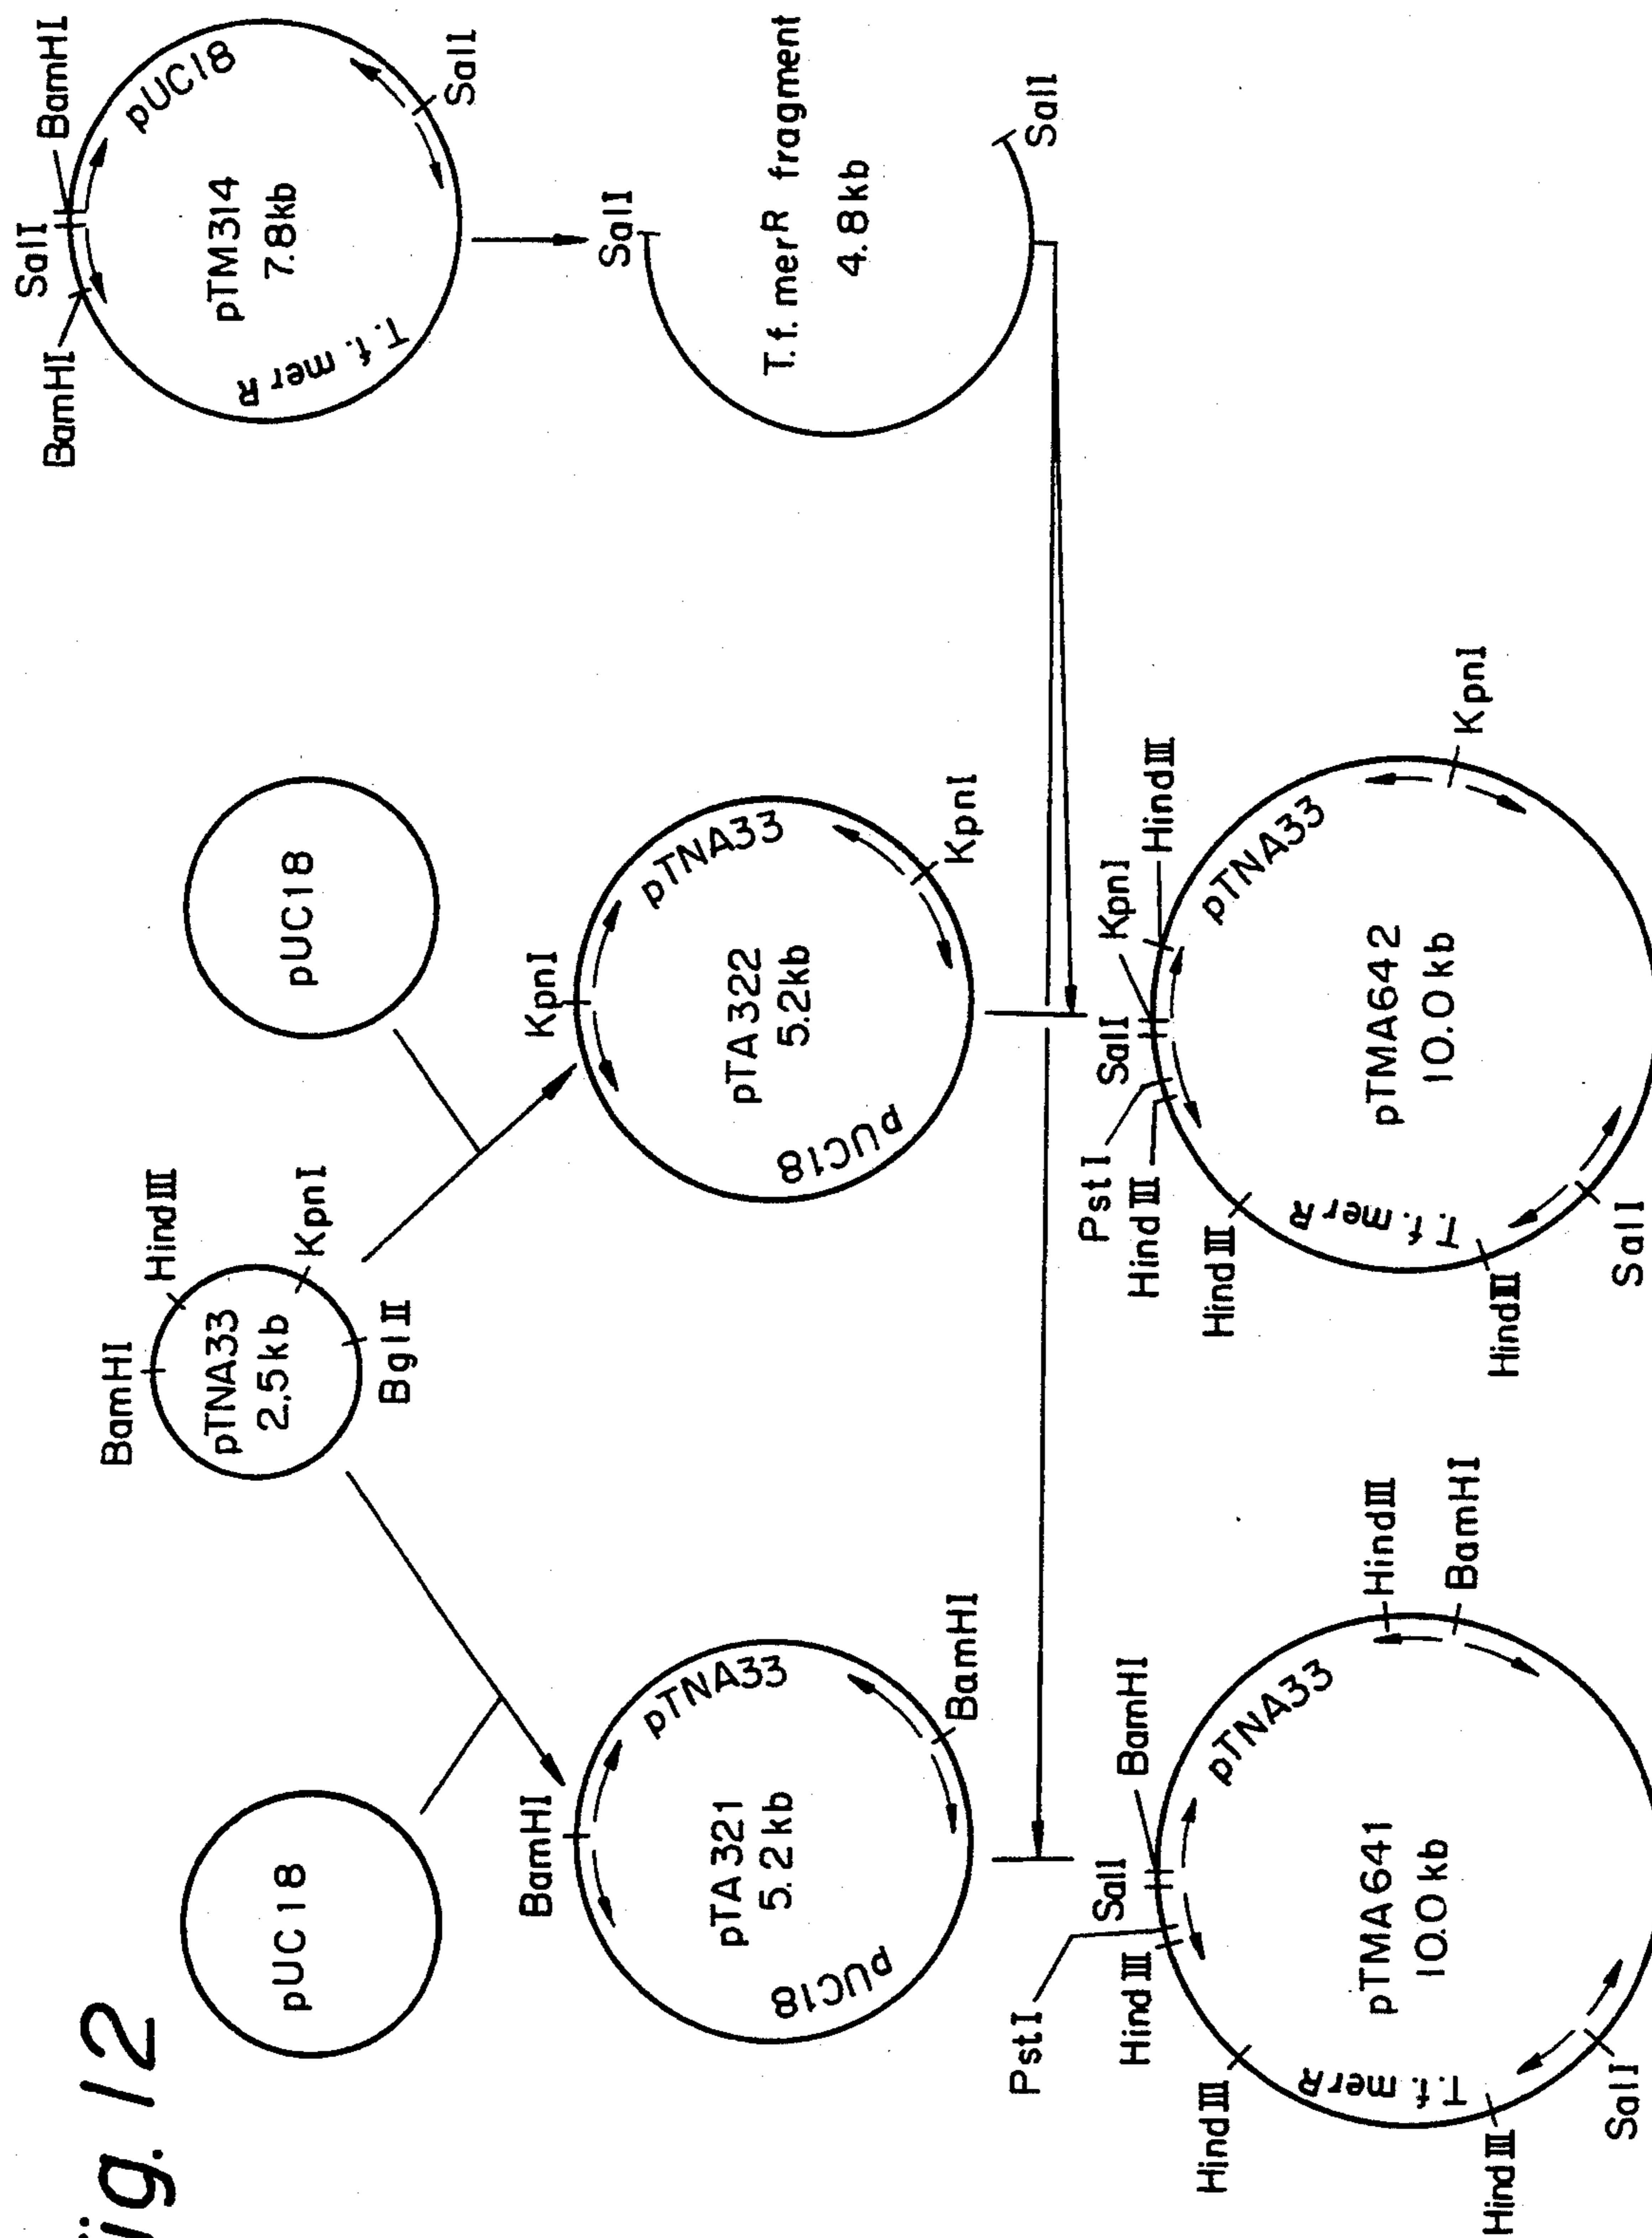 Fig. 12
pUC18
pTNA33
2.5kb
BamHI
HindIII
KpnI
BglII
pUC18
pTM314
7.8kb
BamHI
SalI
BamHI
pUC18
SalI
T.f. merR
pTA321
5.2kb
BamHI
pTNA33
BamHI
pUC18
pTA322
5.2kb
KpnI
pTNA33
KpnI
pUC18
SalI
T.f. merR fragment
4.8kb
SalI
pTMA641
10.0kb
PstI
HindIII
SalI
BamHI
pTNA33
HindIII
BamHI
HindIII
T.f. merR
HindIII
SalI
pTMA642
10.0kb
PstI
HindIII
SalI
KpnI
HindIII
pTNA33
KpnI
HindIII
T.f. merR
HindIII
SalI